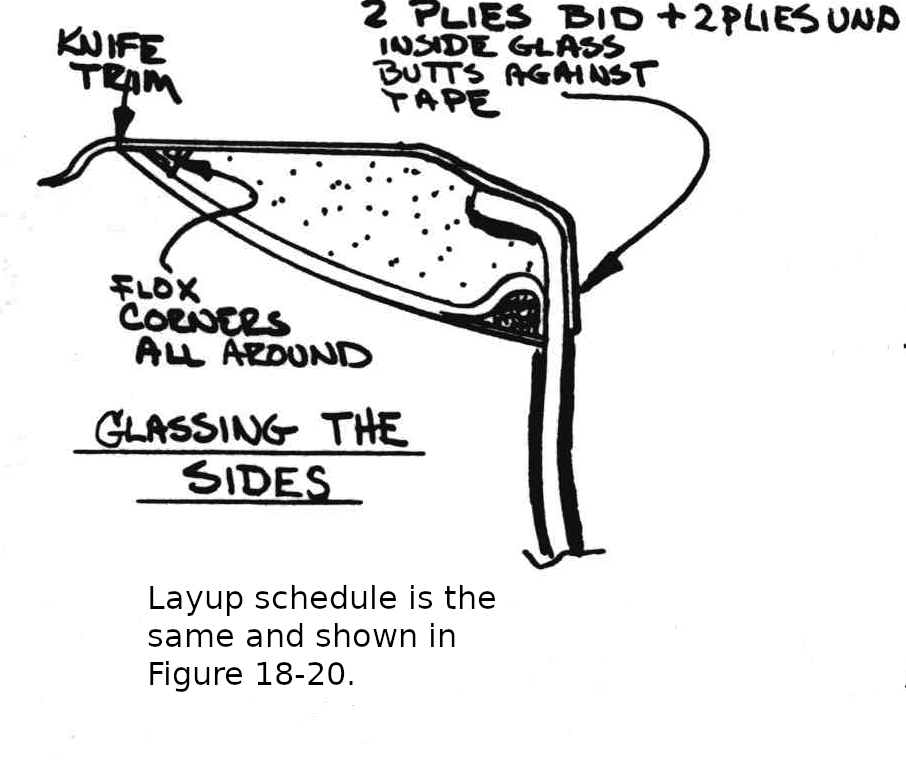 2 PLIES BID + 2 PLIES UND
INSIDE GLASS
BUTTS AGAINST
TAPE
KNIFE
TRIM
FLOX
CORNERS
ALL AROUND
GLASSING THE
SIDES
Layup schedule is the
same and shown in
Figure 18-20.